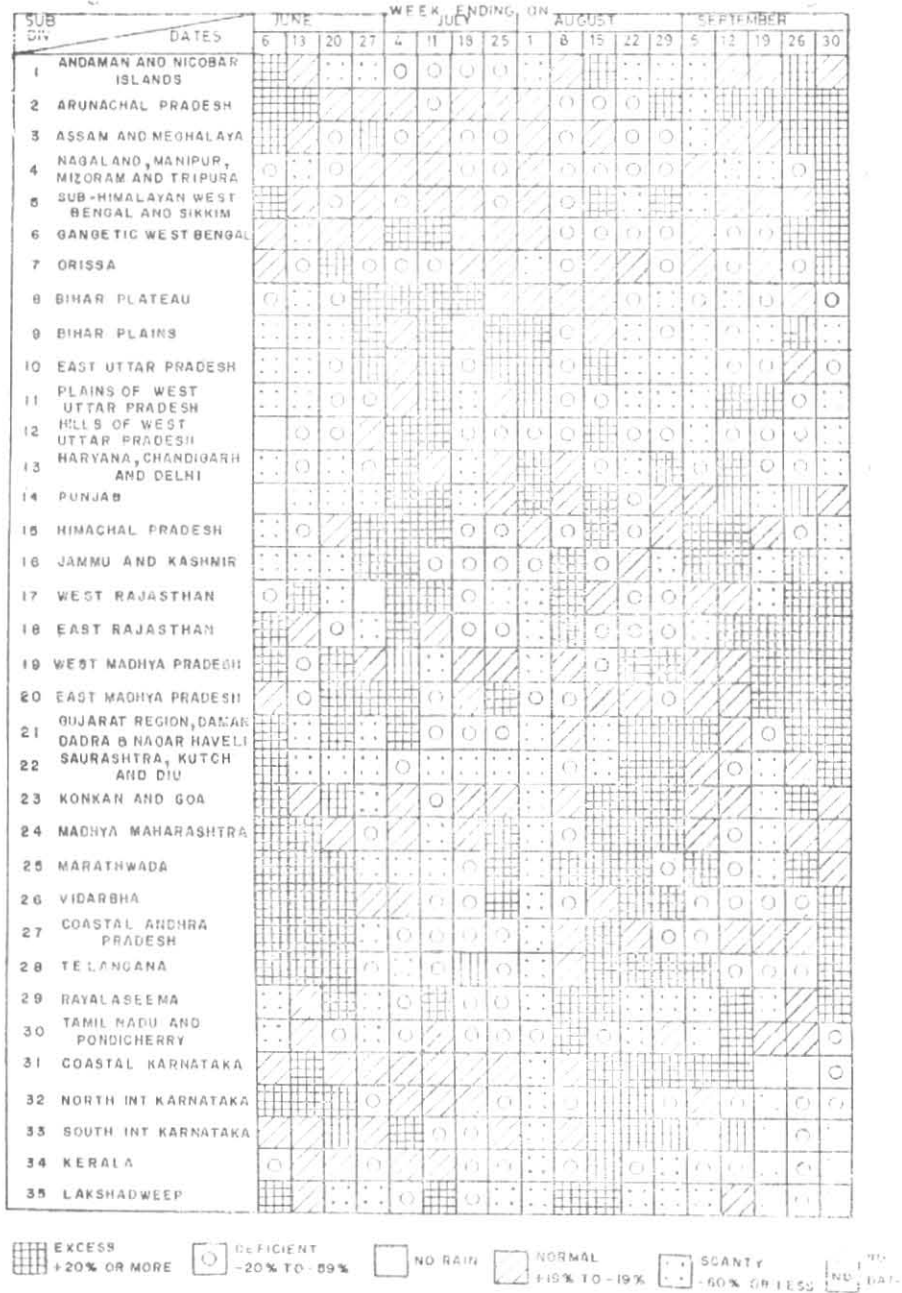 WEEK ENDING ON
SUB DIV DATES JUNE JULY AUGUST SEPTEMBER
6 13 20 27 4 11 18 25 1 8 15 22 29 5 12 19 26 30
1 ANDAMAN AND NICOBAR
ISLANDS
2 ARUNACHAL PRADESH
3 ASSAM AND MEGHALAYA
4 NAGALAND, MANIPUR,
MIZORAM AND TRIPURA
5 SUB-HIMALAYAN WEST
BENGAL AND SIKKIM
6 GANGETIC WEST BENGAL
7 ORISSA
8 BIHAR PLATEAU
9 BIHAR PLAINS
10 EAST UTTAR PRADESH
11 PLAINS OF WEST
UTTAR PRADESH
12 HILLS OF WEST
UTTAR PRADESH
13 HARYANA, CHANDIGARH
AND DELHI
14 PUNJAB
15 HIMACHAL PRADESH
16 JAMMU AND KASHMIR
17 WEST RAJASTHAN
18 EAST RAJASTHAN
19 WEST MADHYA PRADESH
20 EAST MADHYA PRADESH
21 GUJARAT REGION, DAMAN
DADRA & NAGAR HAVELI
22 SAURASHTRA, KUTCH
AND DIU
23 KONKAN AND GOA
24 MADHYA MAHARASHTRA
25 MARATHWADA
26 VIDARBHA
27 COASTAL ANDHRA
PRADESH
28 TELANGANA
29 RAYALASEEMA
30 TAMIL NADU AND
PONDICHERRY
31 COASTAL KARNATAKA
32 NORTH INT KARNATAKA
33 SOUTH INT KARNATAKA
34 KERALA
35 LAKSHADWEEP
EXCESS
+20% OR MORE
DEFICIENT
-20% TO -59%
NO RAIN
NORMAL
+19% TO -19%
SCANTY
-60% OR LESS
ND
NO
DATA